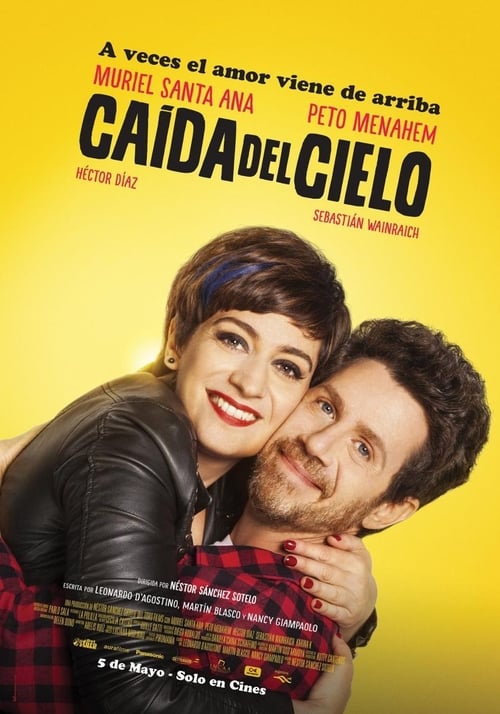 A veces el amor viene de arriba
MURIEL SANTA ANA
PETO MENAHEM
CAÍDA DEL CIELO
HÉCTOR DÍAZ
SEBASTIÁN WAINRAICH
DIRIGIDA POR NÉSTOR SÁNCHEZ SOTELO
ESCRITA POR LEONARDO D'AGOSTINO, MARTÍN BLASCO Y NANCY GIAMPAOLO
5 de Mayo - Solo en Cines